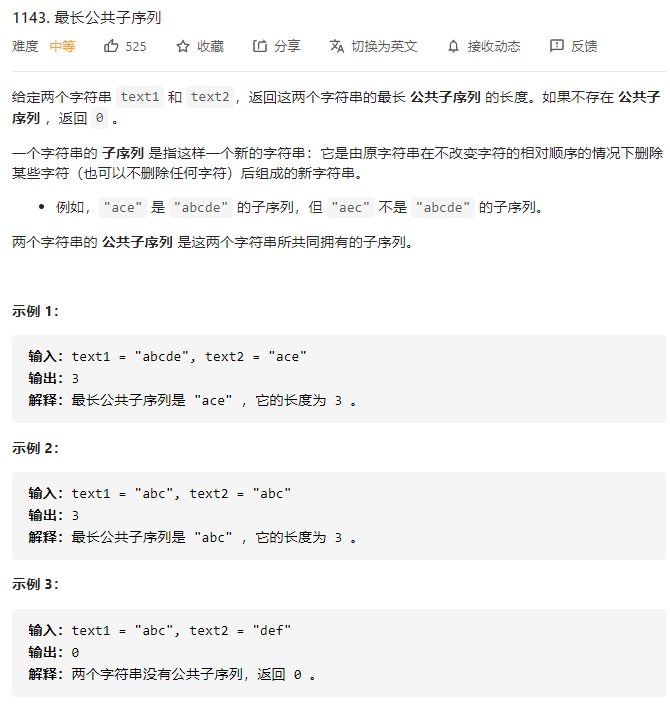 1143. 最长公共子序列
难度 中等 525 收藏 分享 切换为英文 接收动态 反馈
给定两个字符串 text1 和 text2，返回这两个字符串的最长 公共子序列 的长度。如果不存在 公共子
序列 ，返回 0 。
一个字符串的 子序列 是指这样一个新的字符串：它是由原字符串在不改变字符的相对顺序的情况下删除
某些字符（也可以不删除任何字符）后组成的新字符串。
• 例如，"ace" 是 "abcde" 的子序列，但 "aec" 不是 "abcde" 的子序列。
两个字符串的 公共子序列 是这两个字符串所共同拥有的子序列。
示例 1：
输入：text1 = "abcde", text2 = "ace"
输出：3
解释：最长公共子序列是 "ace" ，它的长度为 3 。
示例 2：
输入：text1 = "abc", text2 = "abc"
输出：3
解释：最长公共子序列是 "abc" ，它的长度为 3 。
示例 3：
输入：text1 = "abc", text2 = "def"
输出：0
解释：两个字符串没有公共子序列，返回 0 。